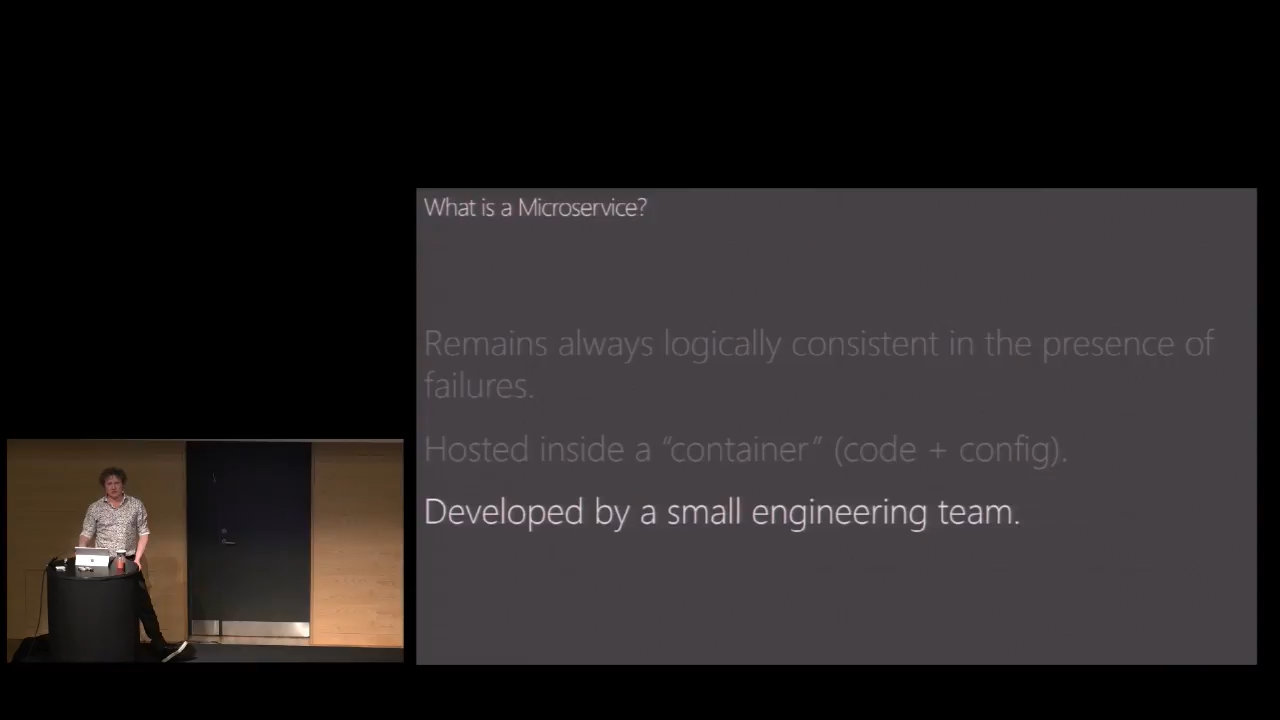 What is a Microservice?
Remains always logically consistent in the presence of
failures.
Hosted inside a “container” (code + config).
Developed by a small engineering team.